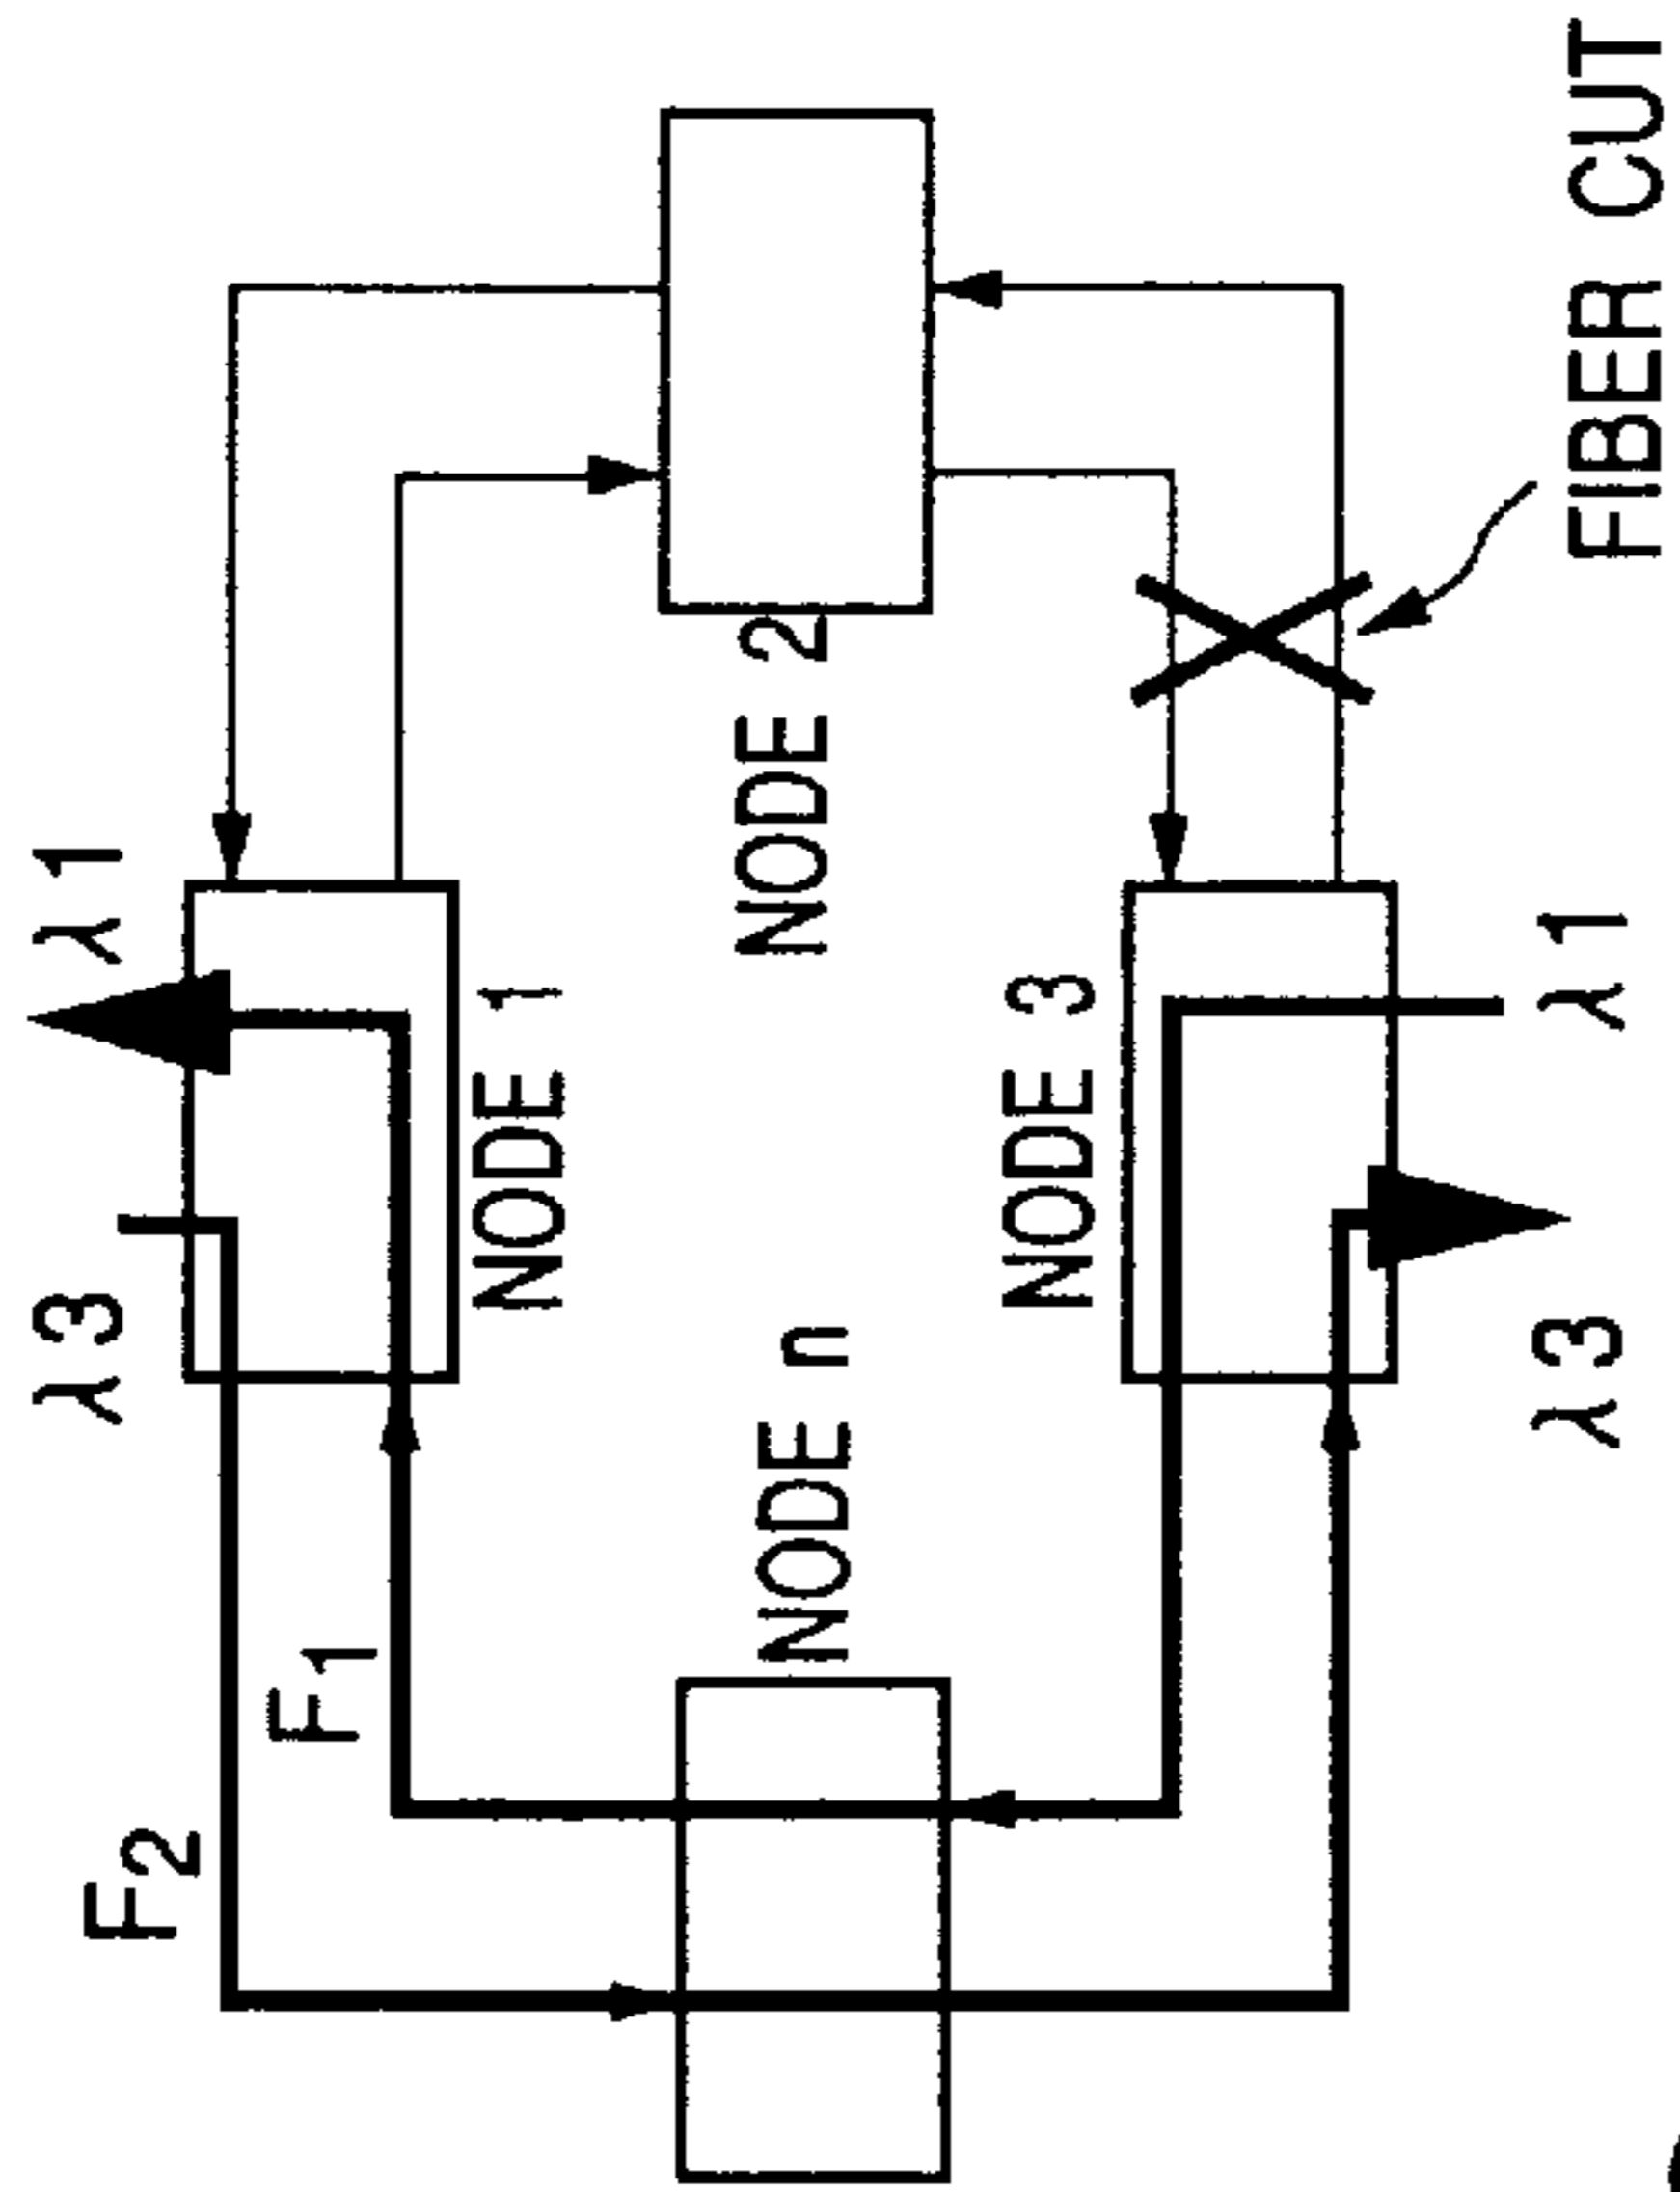 λ3
λ1
F2
F1
NODE 1
NODE n
NODE 2
NODE 3
λ3
λ1
FIBER CUT